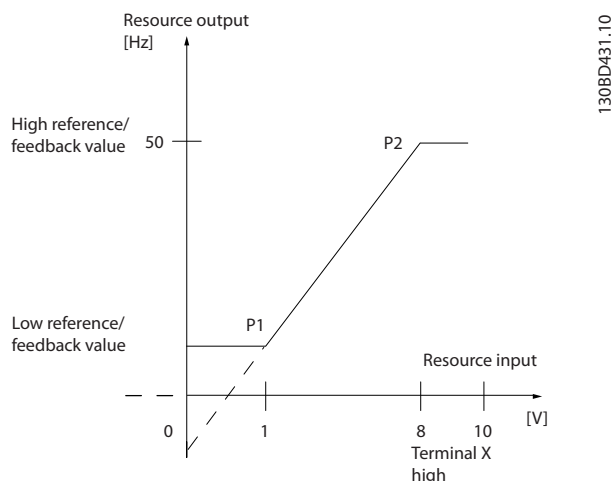 Resource output
[Hz]
High reference/
feedback value
50
P2
Low reference/
feedback value
P1
Resource input
[V]
0
1
8
10
Terminal X
high
130BD431.10